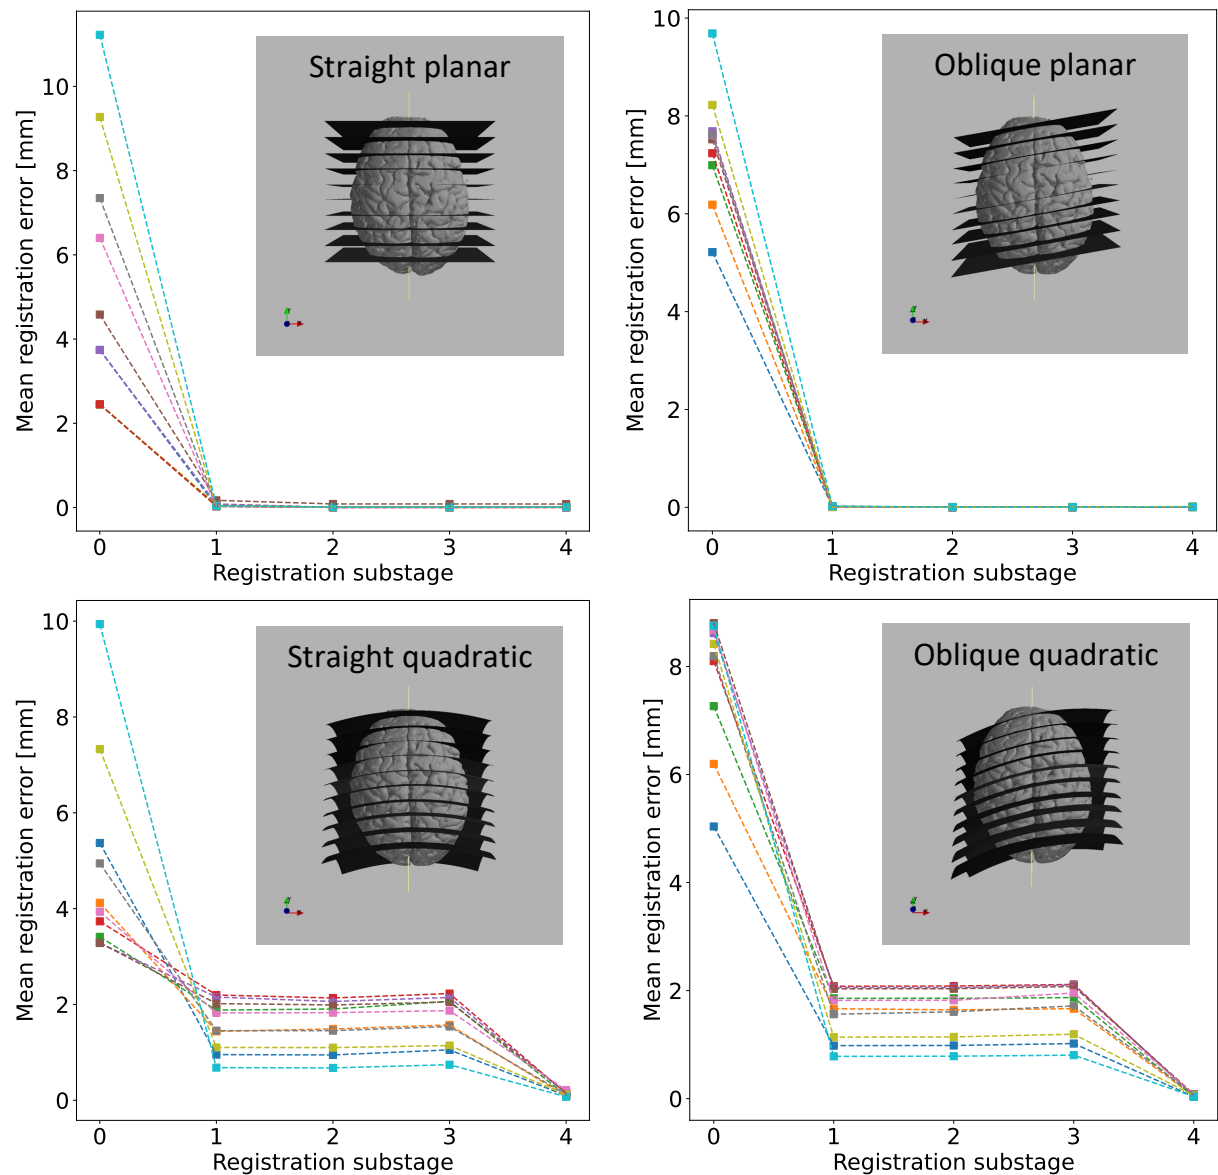 Straight planar
Mean registration error [mm]
10
8
6
4
2
0
0 1 2 3 4
Registration substage
Oblique planar
Mean registration error [mm]
10
8
6
4
2
0
0 1 2 3 4
Registration substage
Straight quadratic
Mean registration error [mm]
10
8
6
4
2
0
0 1 2 3 4
Registration substage
Oblique quadratic
Mean registration error [mm]
8
6
4
2
0
0 1 2 3 4
Registration substage